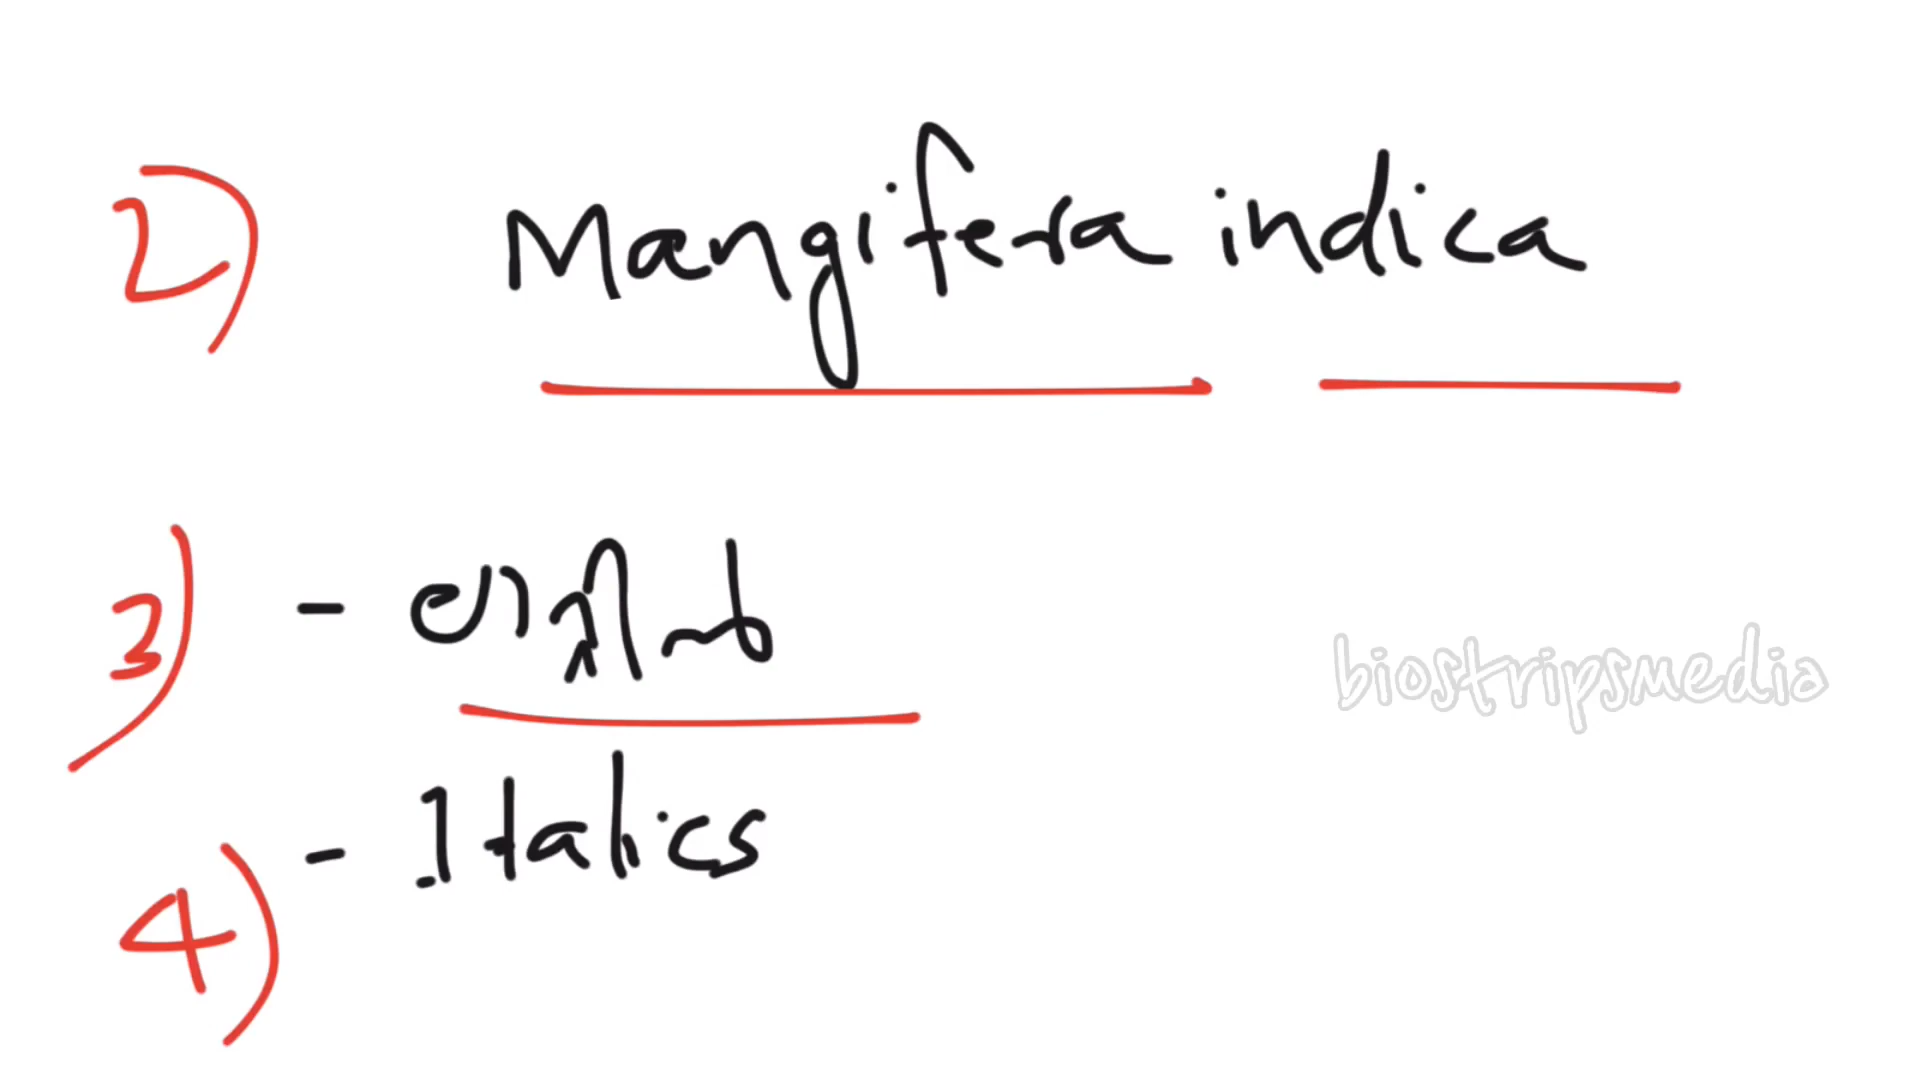 2) Mangifera indica
3) - ലാറ്റിൻ
biostripsmedia
4) - Italics